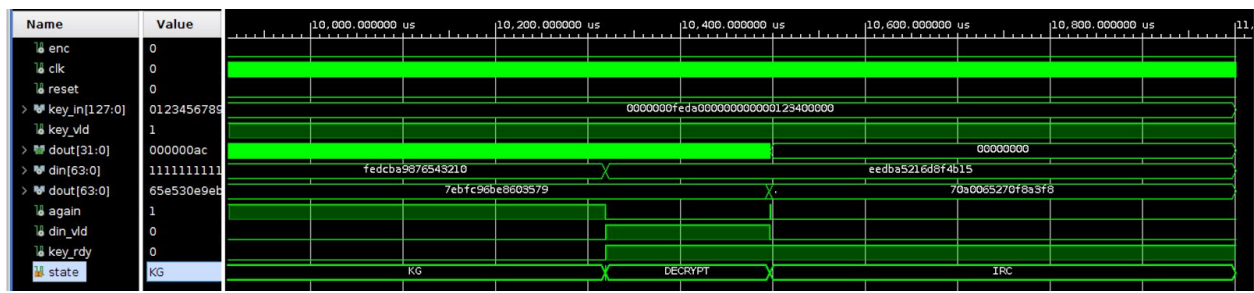 Name Value 10,000.000000 us 10,200.000000 us 10,400.000000 us 10,600.000000 us 10,800.000000 us 11,
enc 0
clk 0
reset 0
key_in[127:0] 0123456789 0000000feda000000000000123400000
key_vld 1
dout[31:0] 000000ac 00000000
din[63:0] 1111111111 fedcba9876543210 eedba5216d8f4b15
dout[63:0] 65e530e9eb 7ebfc96be8603579 . 70a0065270f8a3f8
again 1
din_vld 0
key_rdy 0
state KG KG DECRYPT IRC